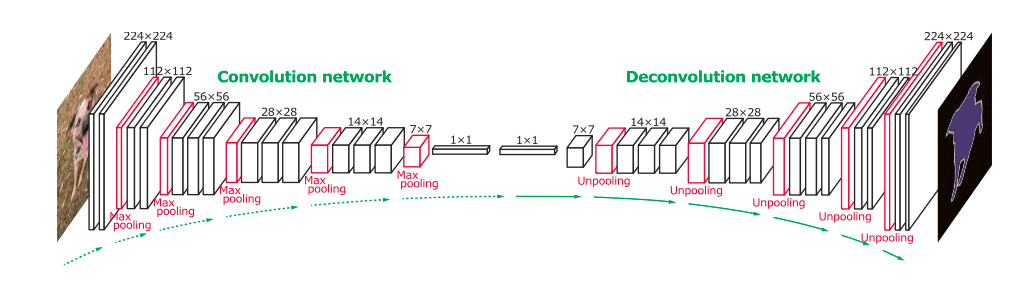 224×224
112×112
56×56
28×28
14×14
7×7
1×1
1×1
7×7
14×14
28×28
56×56
112×112
224×224
Convolution network
Deconvolution network
Max
pooling
Max
pooling
Max
pooling
Max
pooling
Max
pooling
Unpooling
Unpooling
Unpooling
Unpooling
Unpooling